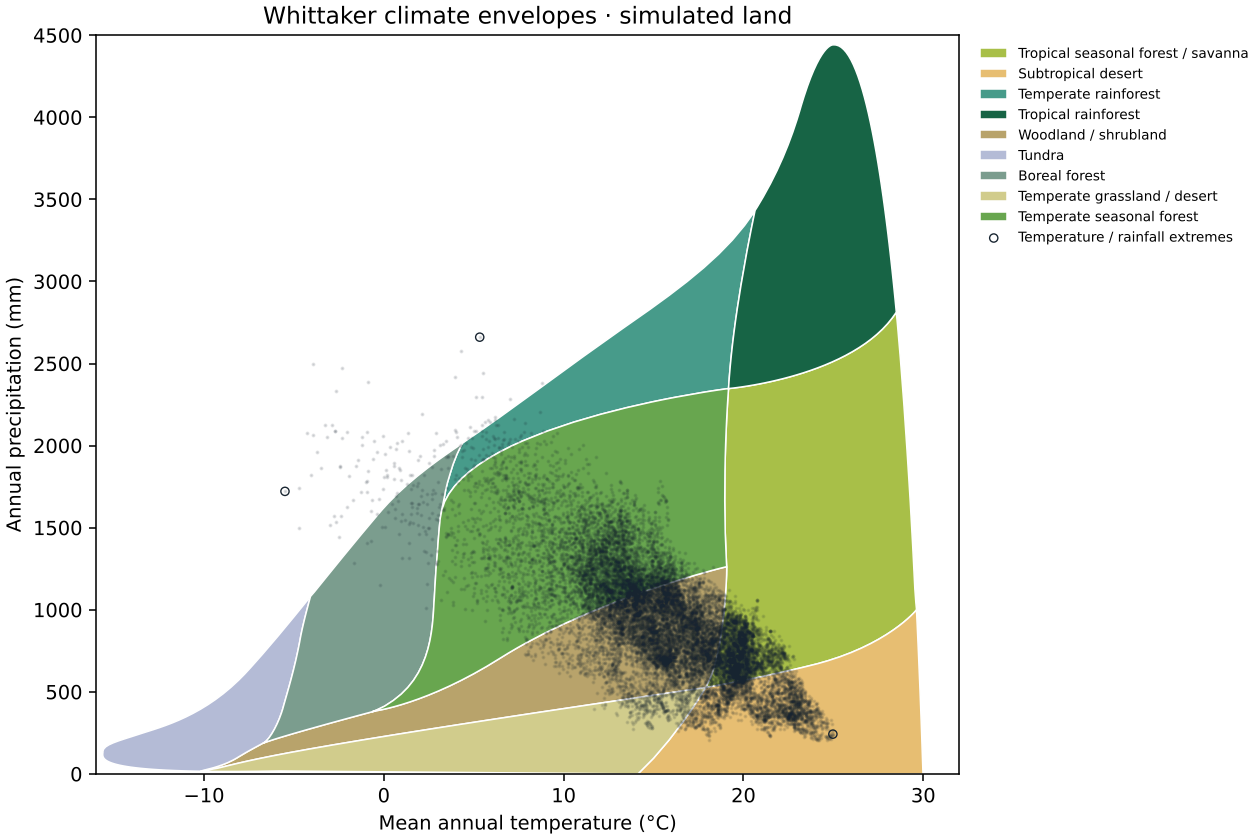 Whittaker climate envelopes · simulated land
4500
4000
3500
3000
2500
2000
1500
1000
500
0
Annual precipitation (mm)
−10
0
10
20
30
Mean annual temperature (°C)
Tropical seasonal forest / savanna
Subtropical desert
Temperate rainforest
Tropical rainforest
Woodland / shrubland
Tundra
Boreal forest
Temperate grassland / desert
Temperate seasonal forest
Temperature / rainfall extremes